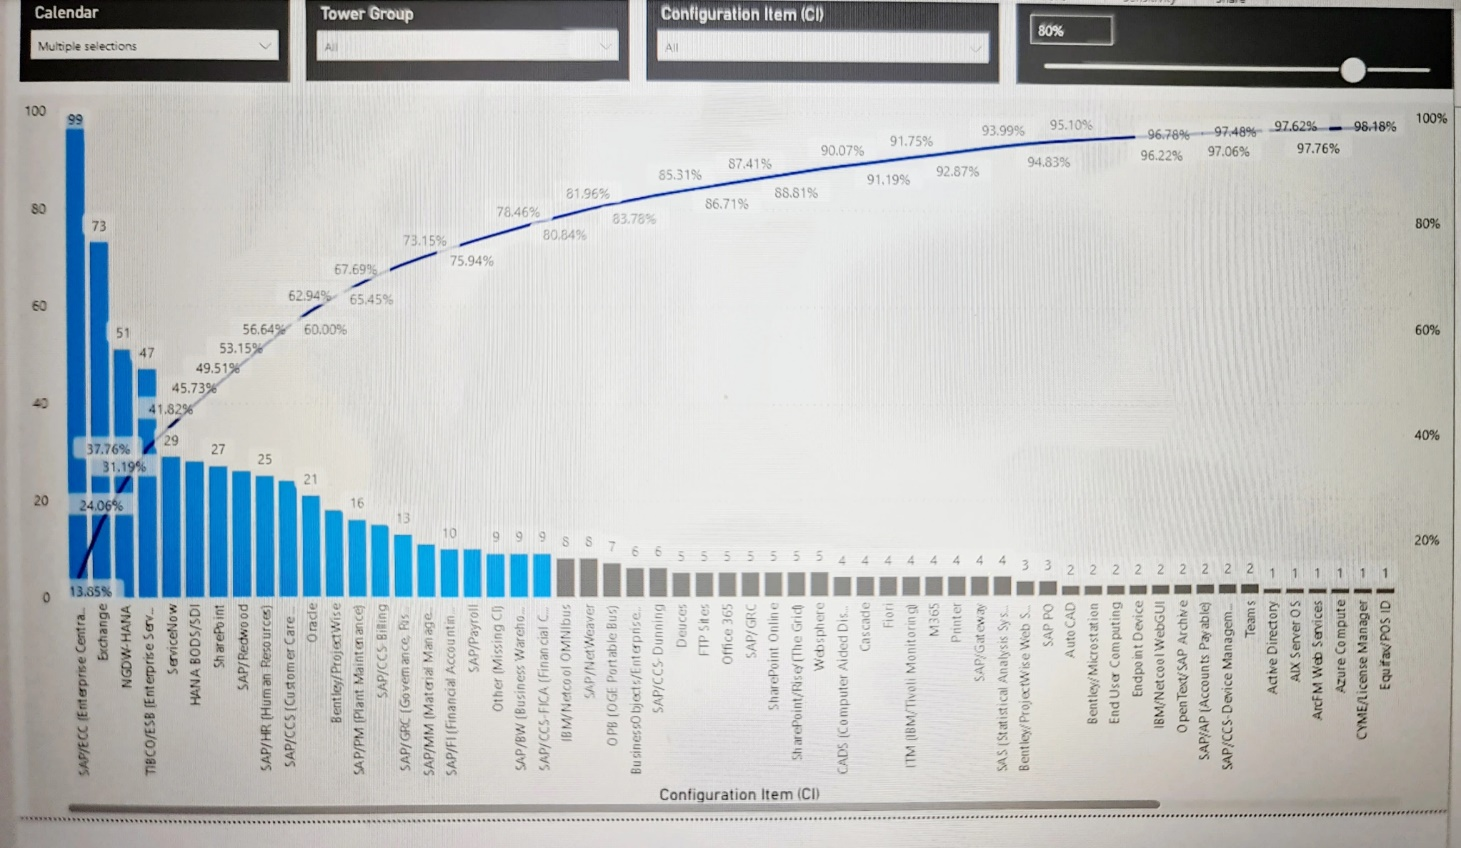 Calendar
Multiple selections
Tower Group
All
Configuration Item (CI)
All
80%
100
80
60
40
20
0
100%
80%
60%
40%
20%
99
73
51
47
29
27
25
21
16
13
10
9
9
9
8
8
7
6
6
5
5
5
5
5
5
5
4
4
4
4
4
4
4
4
3
3
2
2
2
2
2
2
2
2
2
1
1
1
1
1
1
13.85%
24.06%
31.19%
37.76%
41.82%
45.73%
49.51%
53.15%
56.64%
60.00%
62.94%
65.45%
67.69%
73.15%
75.94%
78.46%
80.84%
81.96%
83.78%
85.31%
86.71%
87.41%
88.81%
90.07%
91.19%
91.75%
92.87%
93.99%
94.83%
95.10%
96.22%
96.78%
97.06%
97.48%
97.62%
97.76%
98.18%
SAP/ECC (Enterprise Centra...
Exchange
NGDW-HANA
TIBCO/ESB (Enterprise Serv...
ServiceNow
HANA BODS/SDI
SharePoint
SAP/Redwood
SAP/HR (Human Resources)
SAP/CCS (Customer Care...
Oracle
Bentley/ProjectWise
SAP/PM (Plant Maintenance)
SAP/CCS-Billing
SAP/GRC (Governance, Ris...
SAP/MM (Material Manage...
SAP/FI (Financial Accountin...
SAP/Payroll
Other (Missing CI)
SAP/BW (Business Wareho...
SAP/CCS-FICA (Financial C...
IBM/Netcool OMNIbus
SAP/NetWeaver
OPB (OGE Portable Bus)
BusinessObjects/Enterprise...
SAP/CCS-Dunning
Deuces
FTP Sites
Office 365
SAP/GRC
SharePoint Online
SharePoint/Rise/(The Grid)
Websphere
CADS (Computer Aided Dis...
Cascade
Fiori
ITM (IBM/Tivoli Monitoring)
M365
Printer
SAP/Gateway
SAS (Statistical Analysis Sys...
Bentley/ProjectWise Web S...
SAP PO
AutoCAD
Bentley/Microstation
End User Computing
Endpoint Device
IBM/Netcool WebGUI
OpenText/SAP Archive
SAP/AP (Accounts Payable)
SAP/CCS-Device Managem...
Teams
Active Directory
AIX Server OS
ArcFM Web Services
Azure Compute
CYME/License Manager
Equifax/POS ID
Configuration Item (CI)